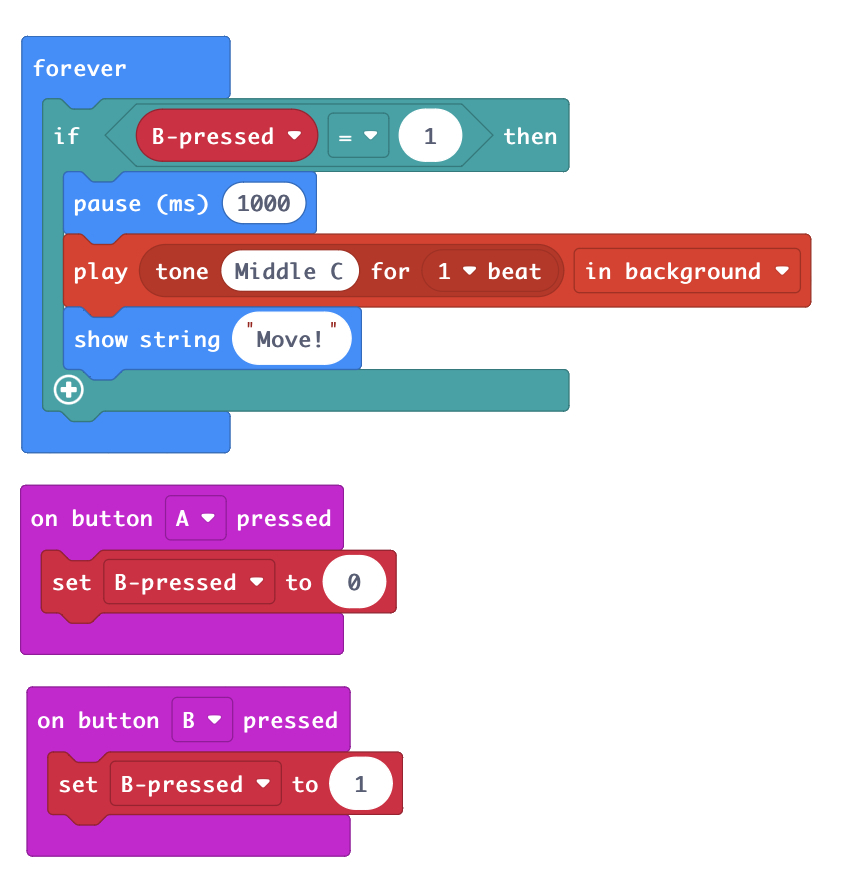 forever
if B-pressed = 1 then
pause (ms) 1000
play tone Middle C for 1 beat in background
show string "Move!"
on button A pressed
set B-pressed to 0
on button B pressed
set B-pressed to 1